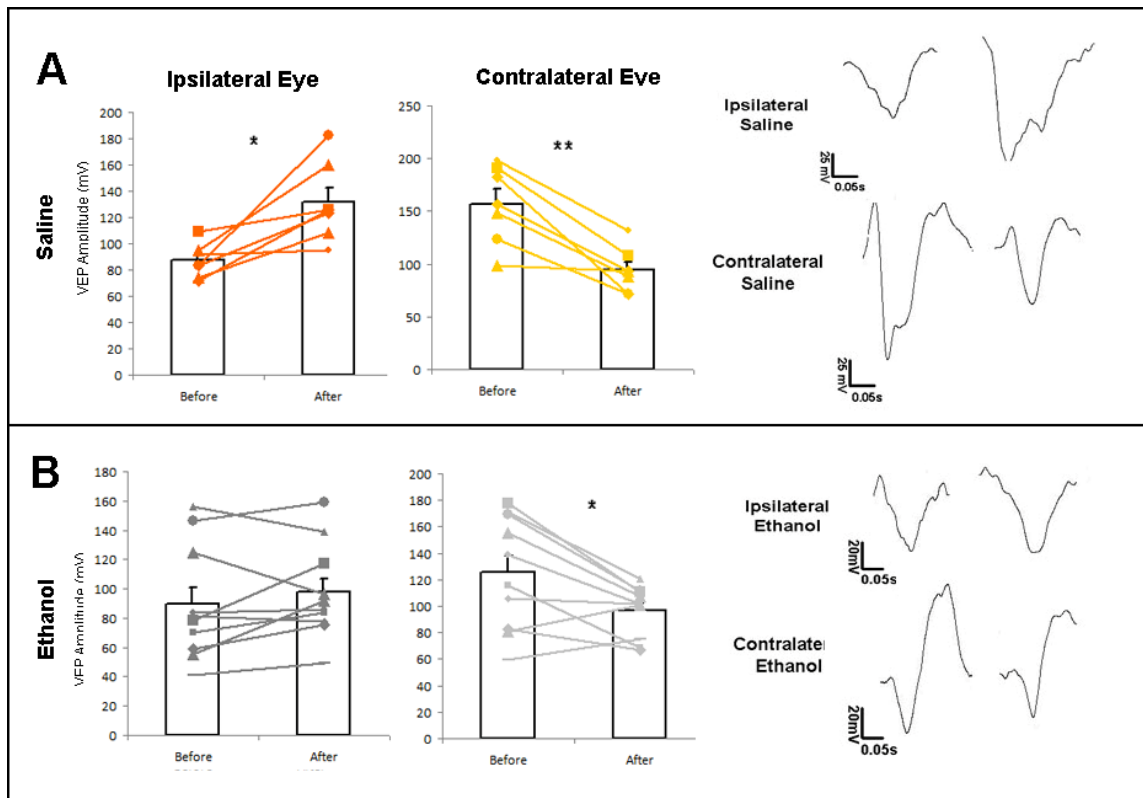 A
Ipsilateral Eye
Contralateral Eye
Saline
VEP Amplitude (mV)
200
180
160
140
120
100
80
60
40
20
0
*
Before
After
250
200
150
100
50
0
**
Before
After
Ipsilateral
Saline
25 mV
0.05s
Contralateral
Saline
25 mV
0.05s
B
Ethanol
VEP Amplitude (mV)
180
160
140
120
100
80
60
40
20
0
Before
After
200
180
160
140
120
100
80
60
40
20
0
*
Before
After
Ipsilateral
Ethanol
20mV
0.05s
Contralate
Ethanol
20mV
0.05s